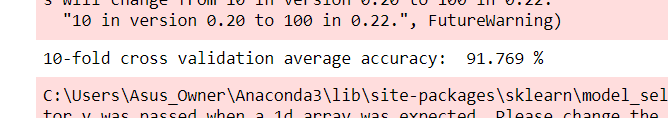 s will change from 10 in version 0.20 to 100 in 0.22.
"10 in version 0.20 to 100 in 0.22.", FutureWarning)
10-fold cross validation average accuracy:  91.769 %
C:\Users\Asus_Owner\Anaconda3\lib\site-packages\sklearn\model_sel
tor y was passed when a 1d array was expected. Please change the